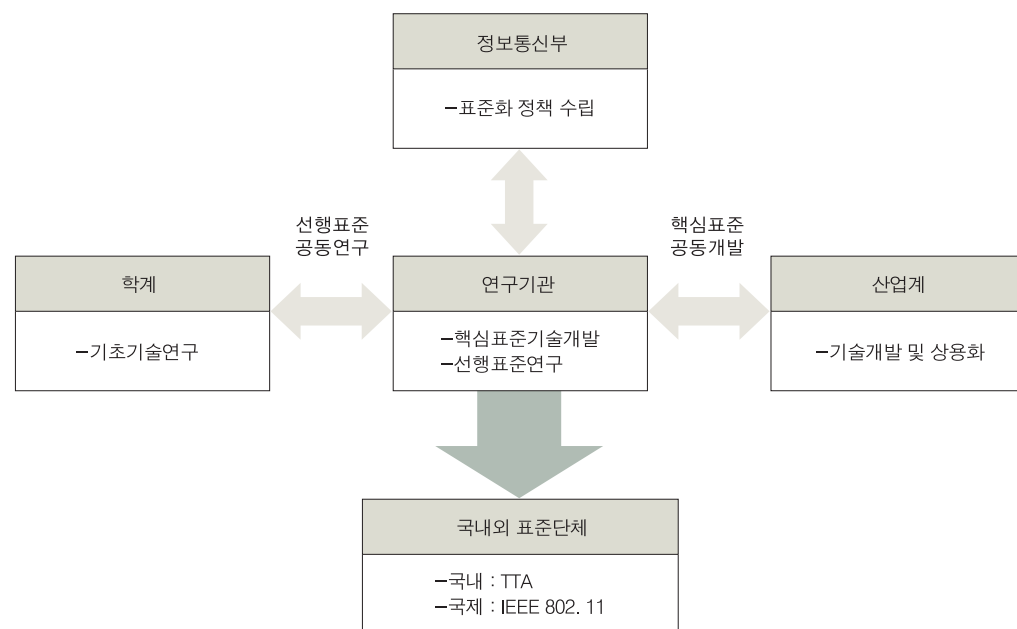 정보통신부
–표준화 정책 수립
선행표준
공동연구
핵심표준
공동개발
학계
–기초기술연구
연구기관
–핵심표준기술개발
–선행표준연구
산업계
–기술개발 및 상용화
국내외 표준단체
–국내 : TTA
–국제 : IEEE 802. 11